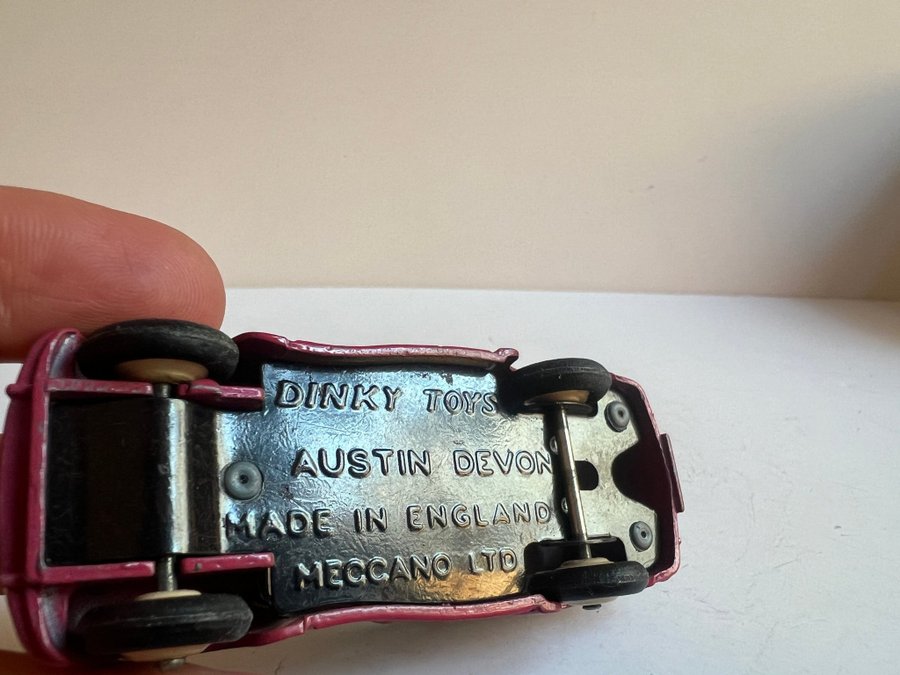 DINKY TOYS
AUSTIN DEVON
MADE IN ENGLAND
MECCANO LTD